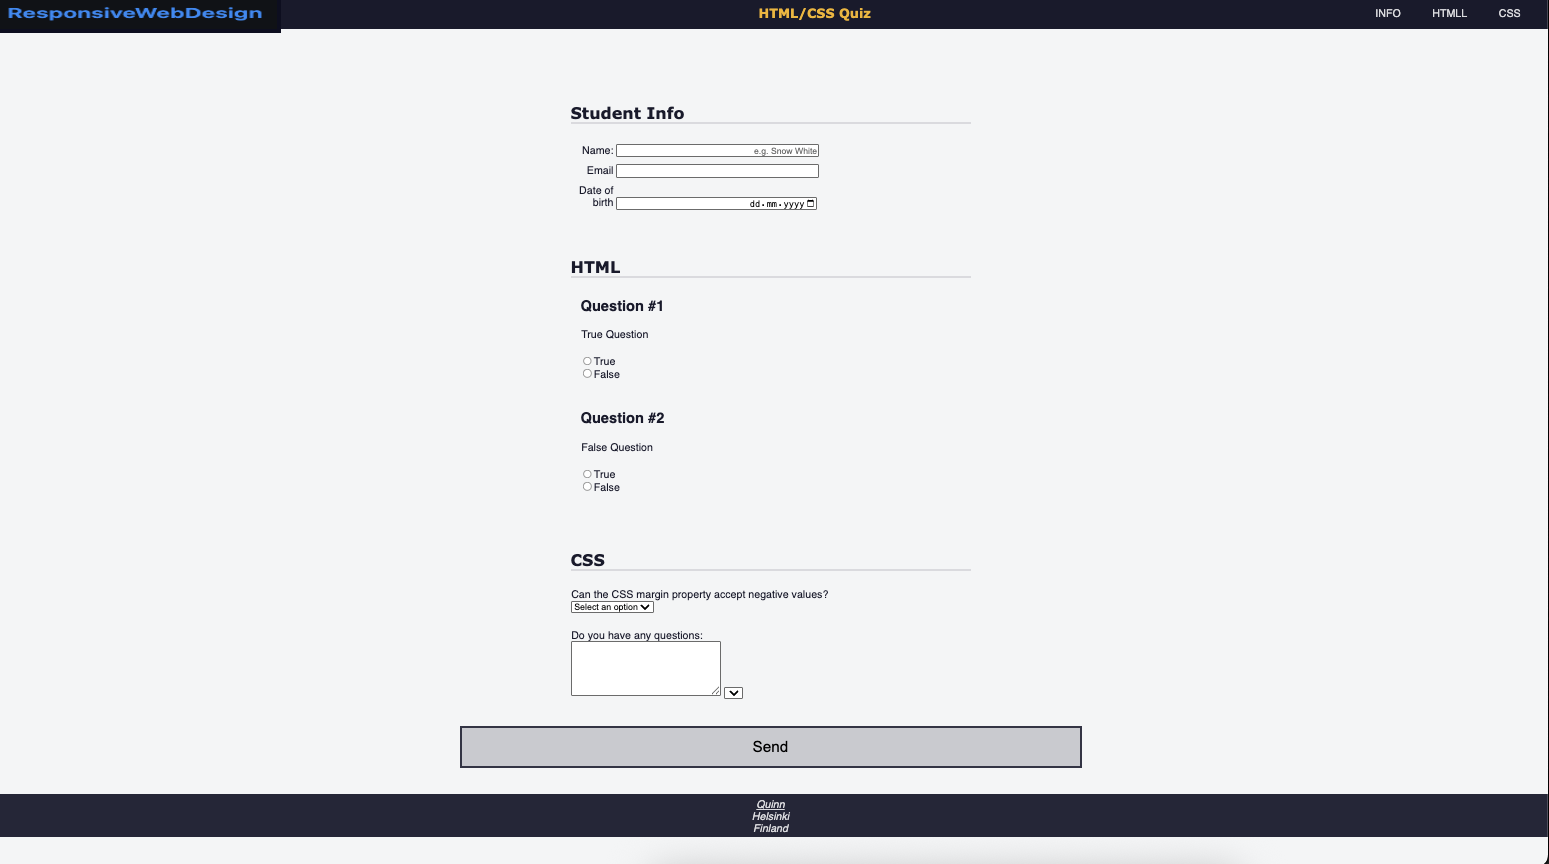 ResponsiveWebDesign
HTML/CSS Quiz
INFO
HTMLL
CSS
Student Info
Name: e.g. Snow White
Email
Date of
birth dd-mm-yyyy
HTML
Question #1
True Question
True
False
Question #2
False Question
True
False
CSS
Can the CSS margin property accept negative values?
Select an option
Do you have any questions:
Send
Quinn
Helsinki
Finland